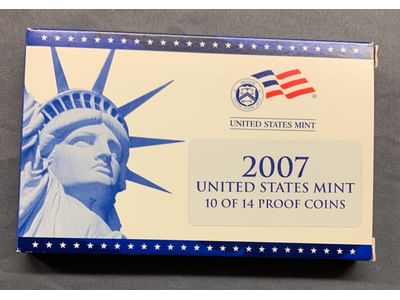 UNITED STATES MINT
2007
UNITED STATES MINT
10 OF 14 PROOF COINS